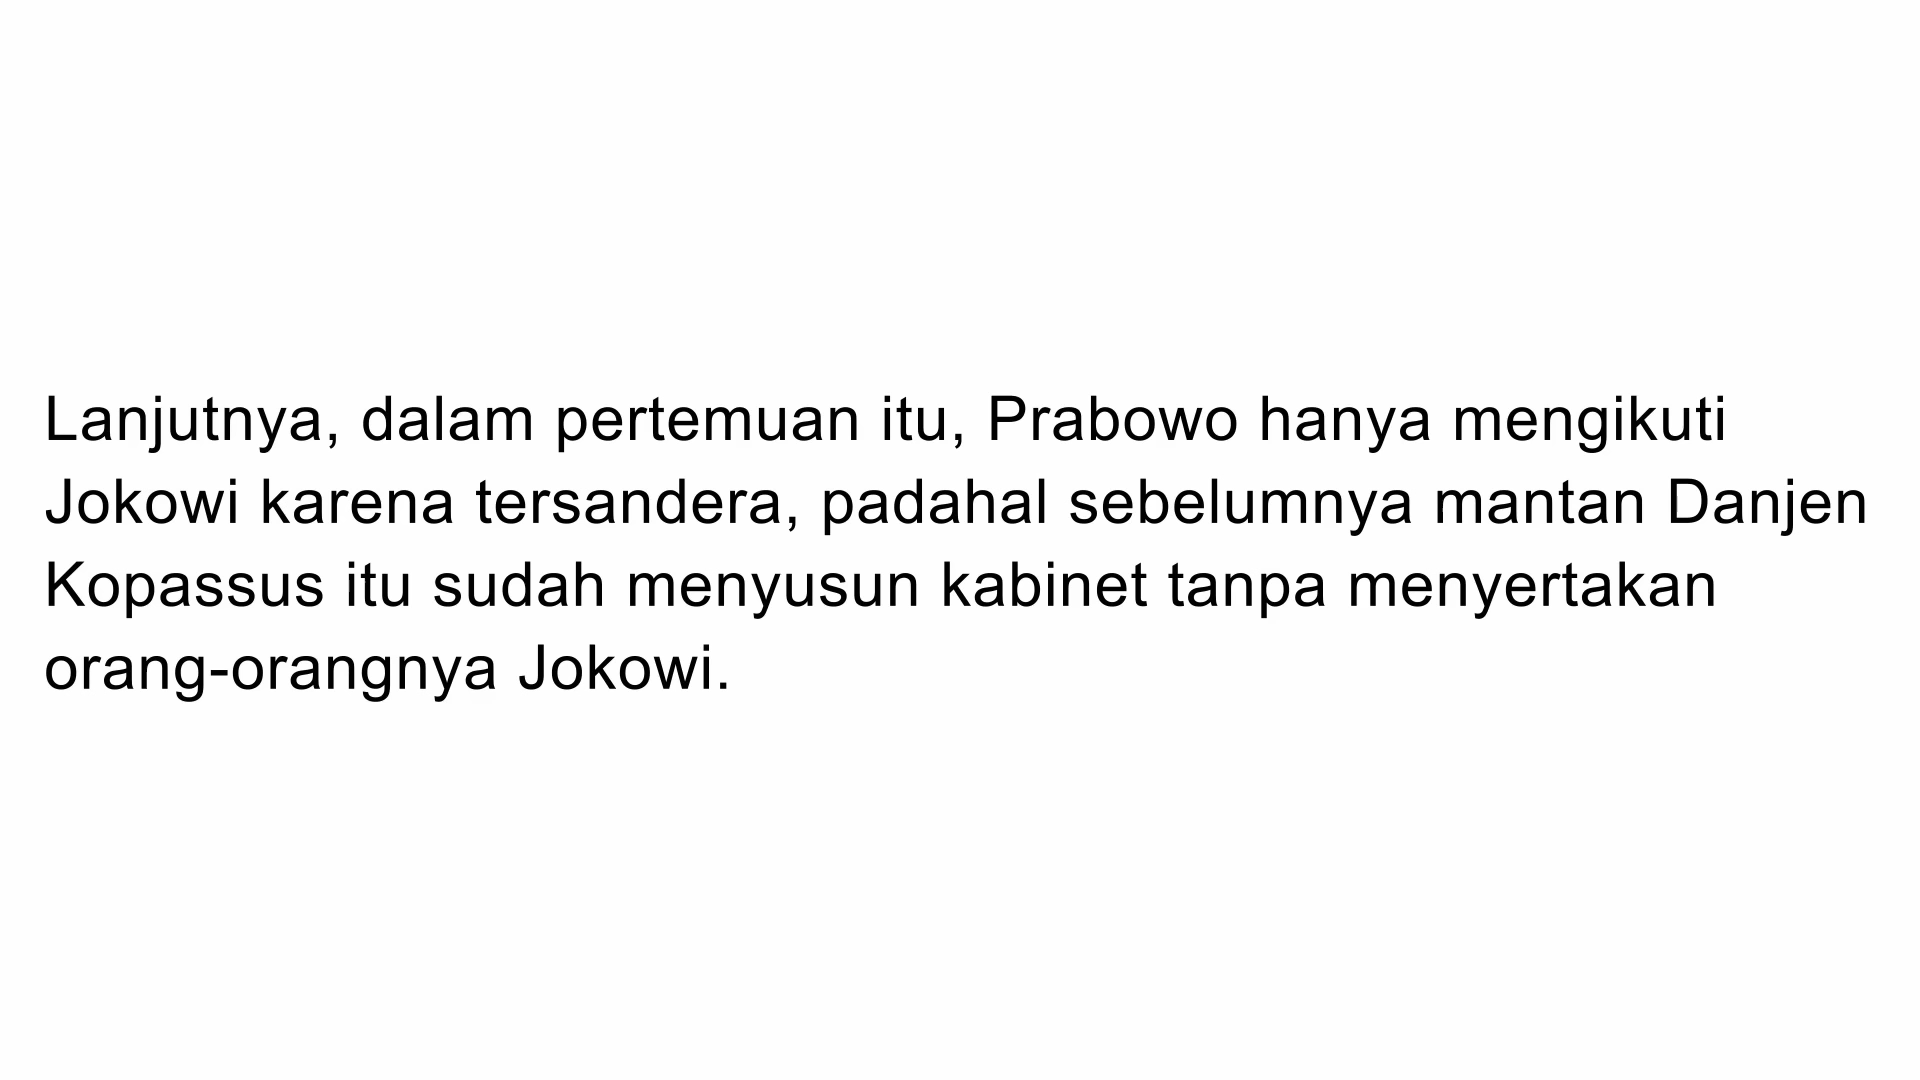 Lanjutnya, dalam pertemuan itu, Prabowo hanya mengikuti
Jokowi karena tersandera, padahal sebelumnya mantan Danjen
Kopassus itu sudah menyusun kabinet tanpa menyertakan
orang-orangnya Jokowi.